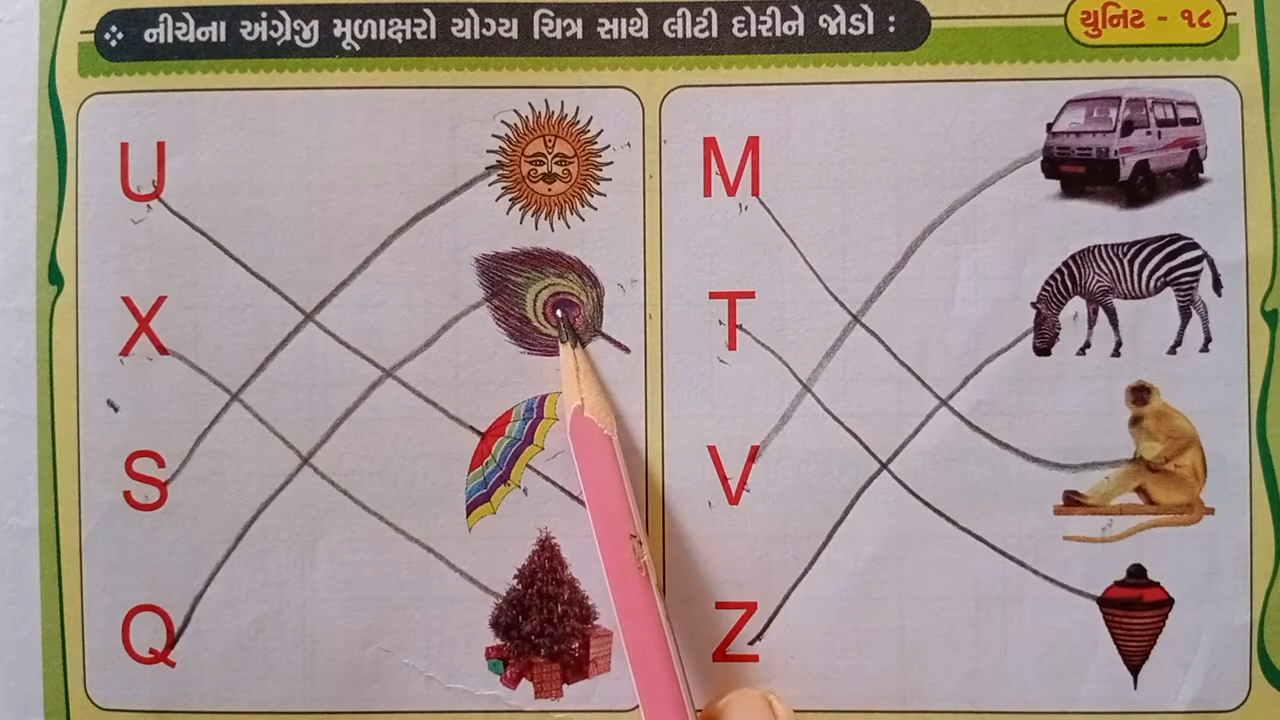 ❖ નીચેના અંગ્રેજી મૂળાક્ષરો યોગ્ય ચિત્ર સાથે લીટી દોરીને જોડો :
યુનિટ - ૧૮
U
X
S
Q
M
T
V
Z